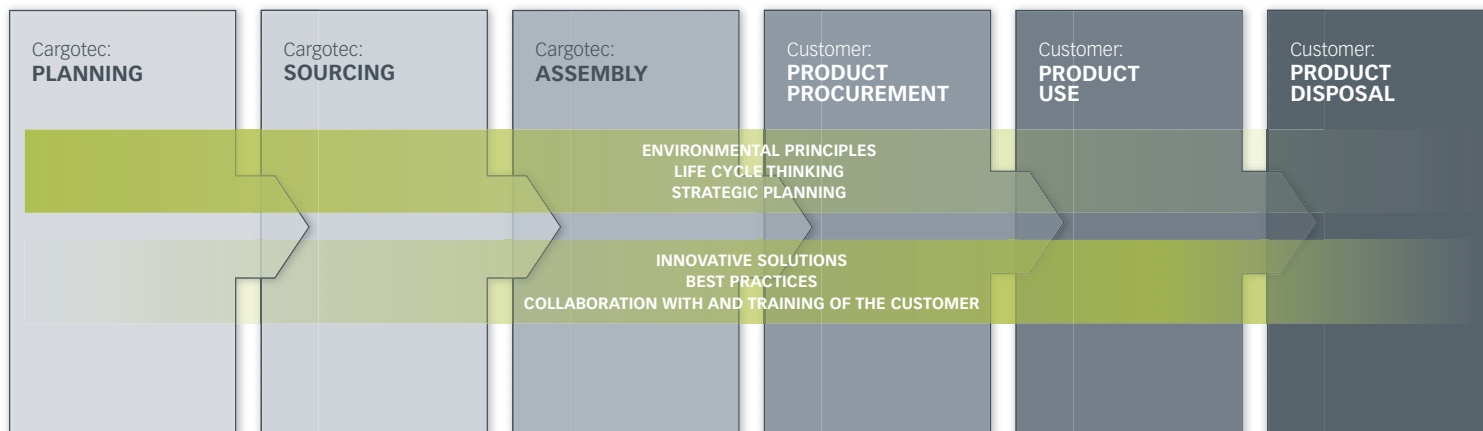 Cargotec:
PLANNING
Cargotec:
SOURCING
Cargotec:
ASSEMBLY
Customer:
PRODUCT
PROCUREMENT
Customer:
PRODUCT
USE
Customer:
PRODUCT
DISPOSAL
ENVIRONMENTAL PRINCIPLES
LIFE CYCLE THINKING
STRATEGIC PLANNING
INNOVATIVE SOLUTIONS
BEST PRACTICES
COLLABORATION WITH AND TRAINING OF THE CUSTOMER